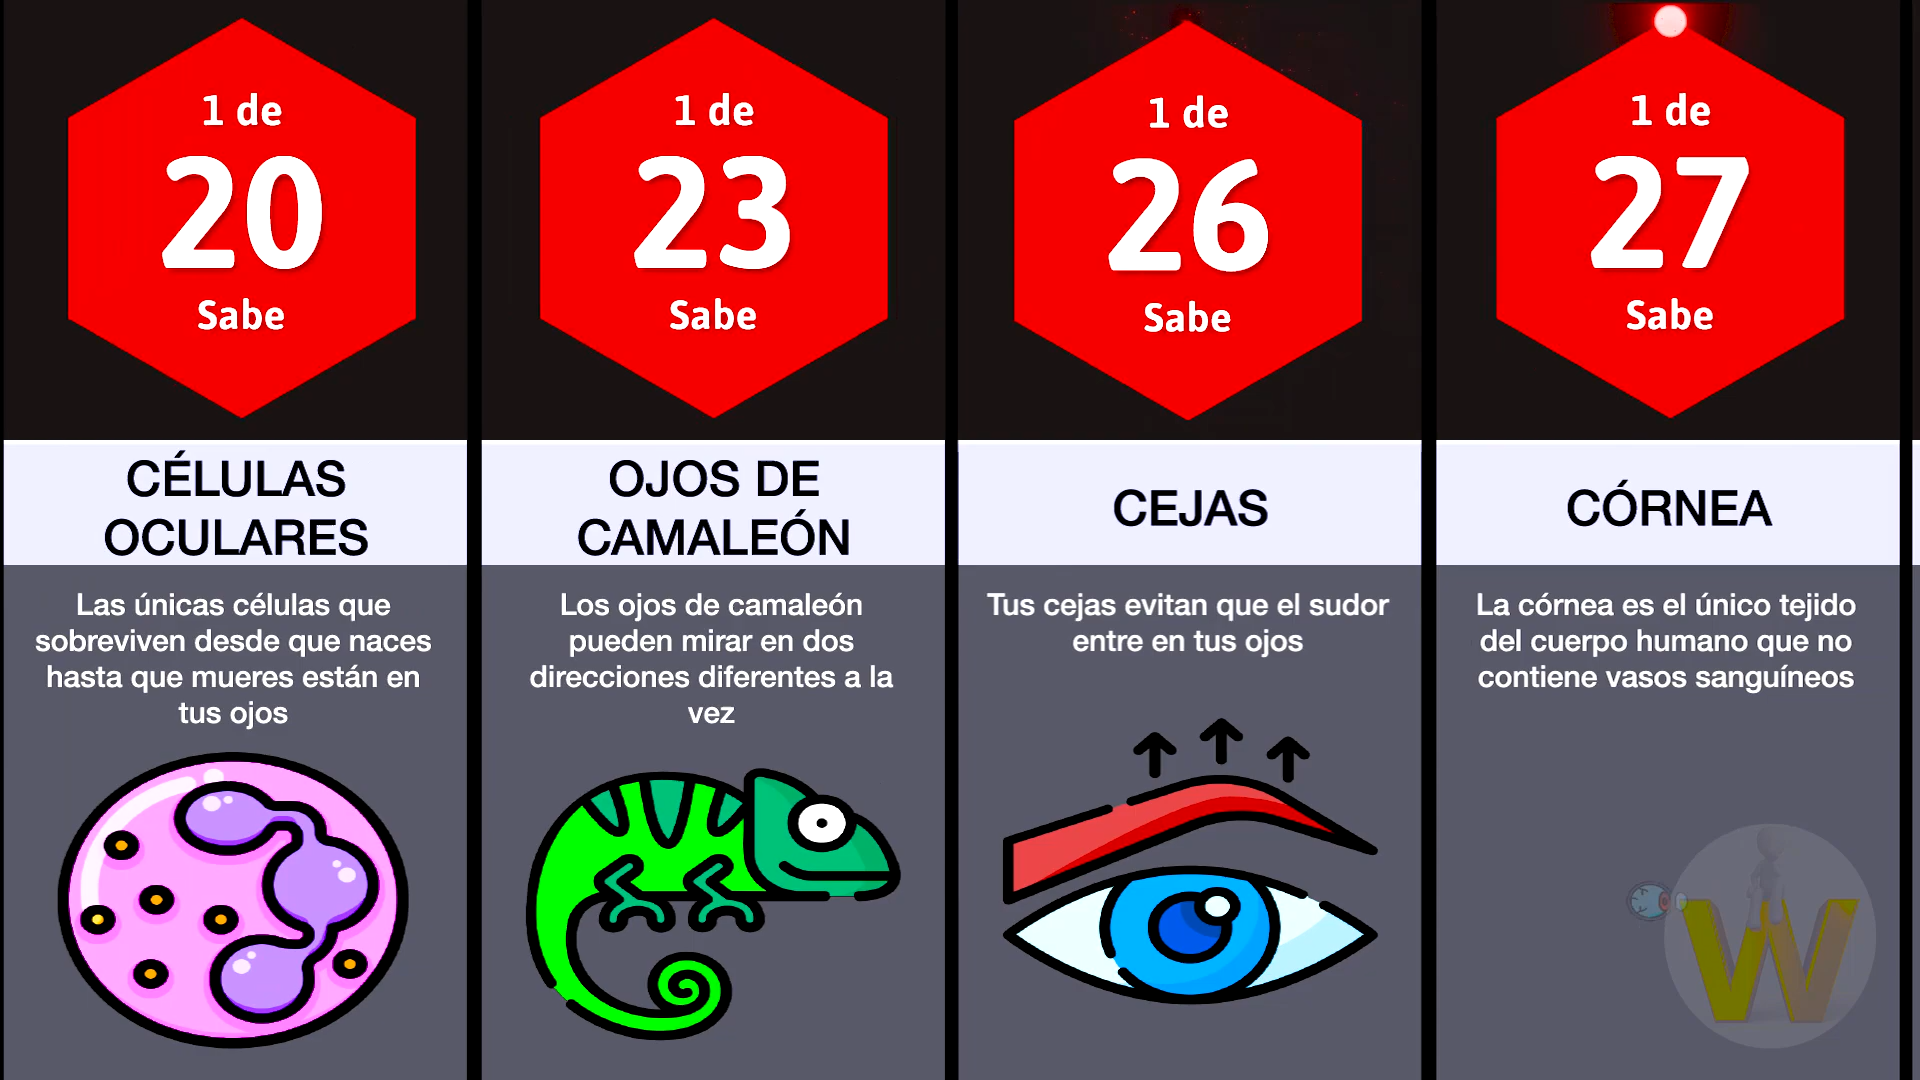 1 de
20
Sabe
CÉLULAS
OCULARES
Las únicas células que
sobreviven desde que naces
hasta que mueres están en
tus ojos
1 de
23
Sabe
OJOS DE
CAMALEÓN
Los ojos de camaleón
pueden mirar en dos
direcciones diferentes a la
vez
1 de
26
Sabe
CEJAS
Tus cejas evitan que el sudor
entre en tus ojos
1 de
27
Sabe
CÓRNEA
La córnea es el único tejido
del cuerpo humano que no
contiene vasos sanguíneos
W